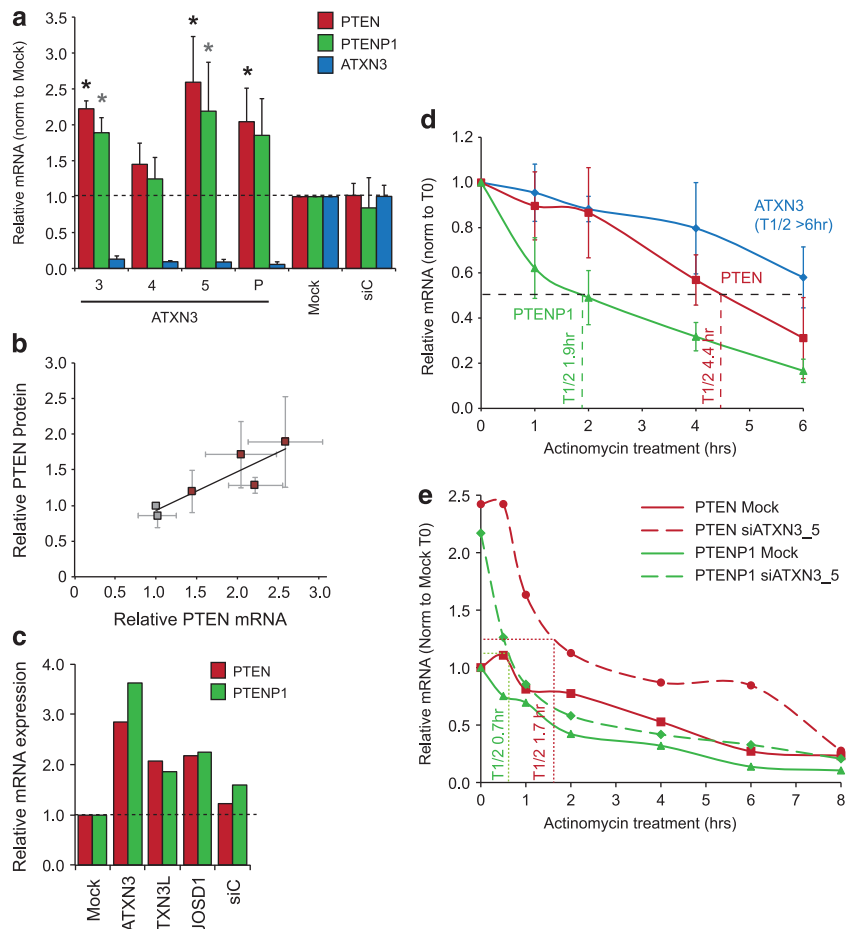 a
Relative mRNA (norm to Mock)
3.5
3.0
2.5
2.0
1.5
1.0
0.5
0.0
* * * * *
PTEN
PTENP1
ATXN3
3 4 5 P Mock siC
ATXN3
b
Relative PTEN Protein
3.0
2.5
2.0
1.5
1.0
0.5
0
0 0.5 1.0 1.5 2.0 2.5 3.0
Relative PTEN mRNA
c
Relative mRNA expression
4.0
3.0
2.0
1.0
0.0
PTEN
PTENP1
Mock
ATXN3
TXN3L
JOSD1
siC
d
Relative mRNA (norm to T0)
1.2
1.0
0.8
0.6
0.4
0.2
0.0
ATXN3
(T1/2 >6hr)
PTEN
PTENP1
T1/2 1.9hr
T1/2 4.4 hr
0 1 2 3 4 5 6
Actinomycin treatment (hrs)
e
Relative mRNA (Norm to Mock T0)
2.5
2.0
1.5
1.0
0.5
0.0
PTEN Mock
PTEN siATXN3_5
PTENP1 Mock
PTENP1 siATXN3_5
T1/2 0.7hr
T1/2 1.7 hr
0 1 2 3 4 5 6 7 8
Actinomycin treatment (hrs)